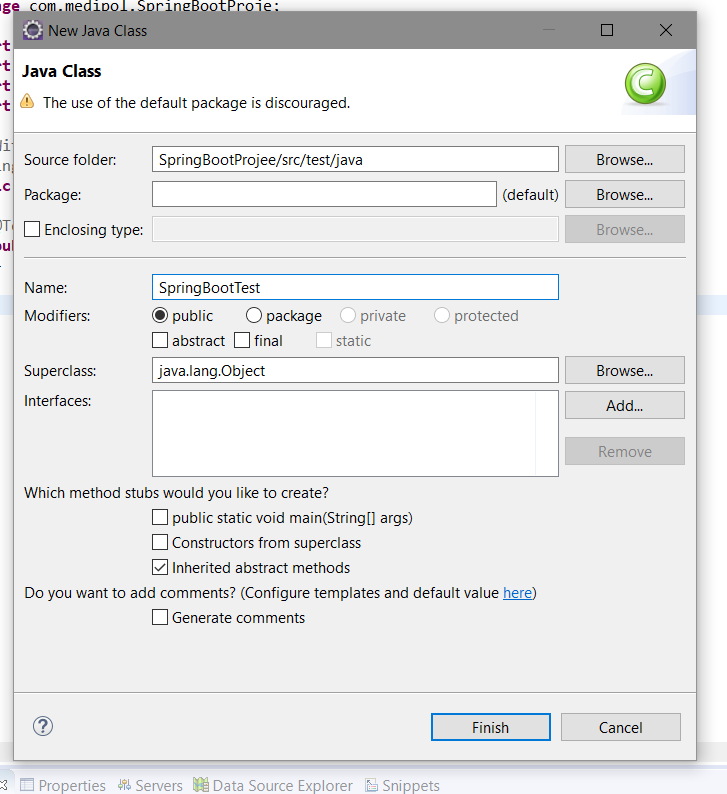 age com.medipol.SpringBootProje;
New Java Class
Java Class
The use of the default package is discouraged.
Source folder: SpringBootProjee/src/test/java Browse...
Package: (default) Browse...
Enclosing type: Browse...
Name: SpringBootTest
Modifiers: public package private protected
abstract final static
Superclass: java.lang.Object Browse...
Interfaces: Add...
Remove
Which method stubs would you like to create?
public static void main(String[] args)
Constructors from superclass
Inherited abstract methods
Do you want to add comments? (Configure templates and default value here)
Generate comments
? Finish Cancel
Properties Servers Data Source Explorer Snippets